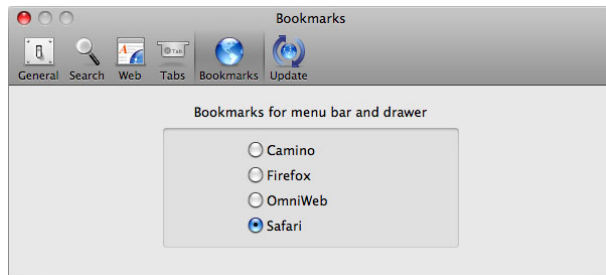 Bookmarks
General Search Web Tabs Bookmarks Update
Bookmarks for menu bar and drawer
Camino
Firefox
OmniWeb
Safari